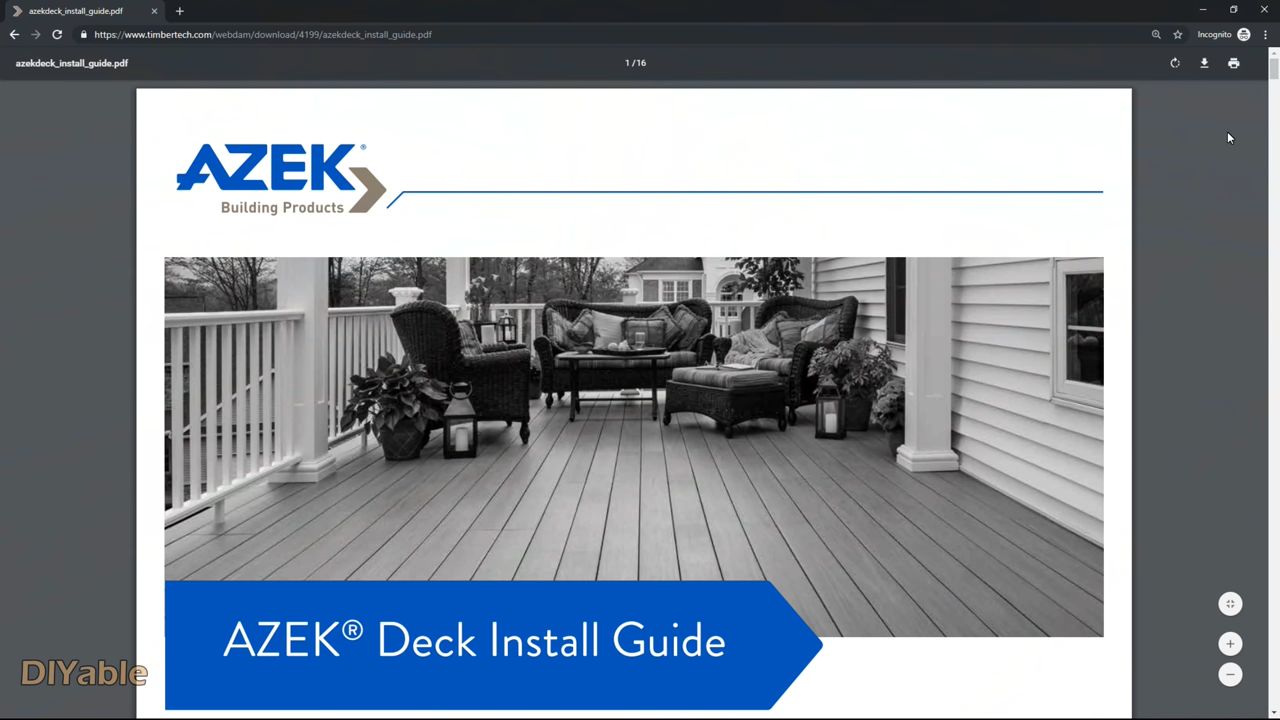 azekdeck_install_guide.pdf
https://www.timbertech.com/webdam/download/4199/azekdeck_install_guide.pdf
Incognito
azekdeck_install_guide.pdf
1 / 16
AZEK®
Building Products
AZEK® Deck Install Guide
DIYable